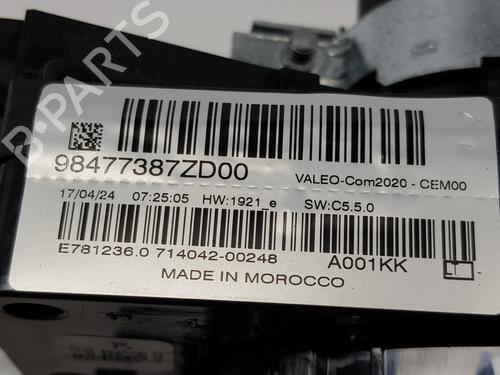 B-PARTS
98477387ZD00
VALEO-Com2020 - CEM00
17/04/24 07:25:05 HW:1921_e SW:C5.5.0
E781236.0 714042-00248 A001KK
MADE IN MOROCCO